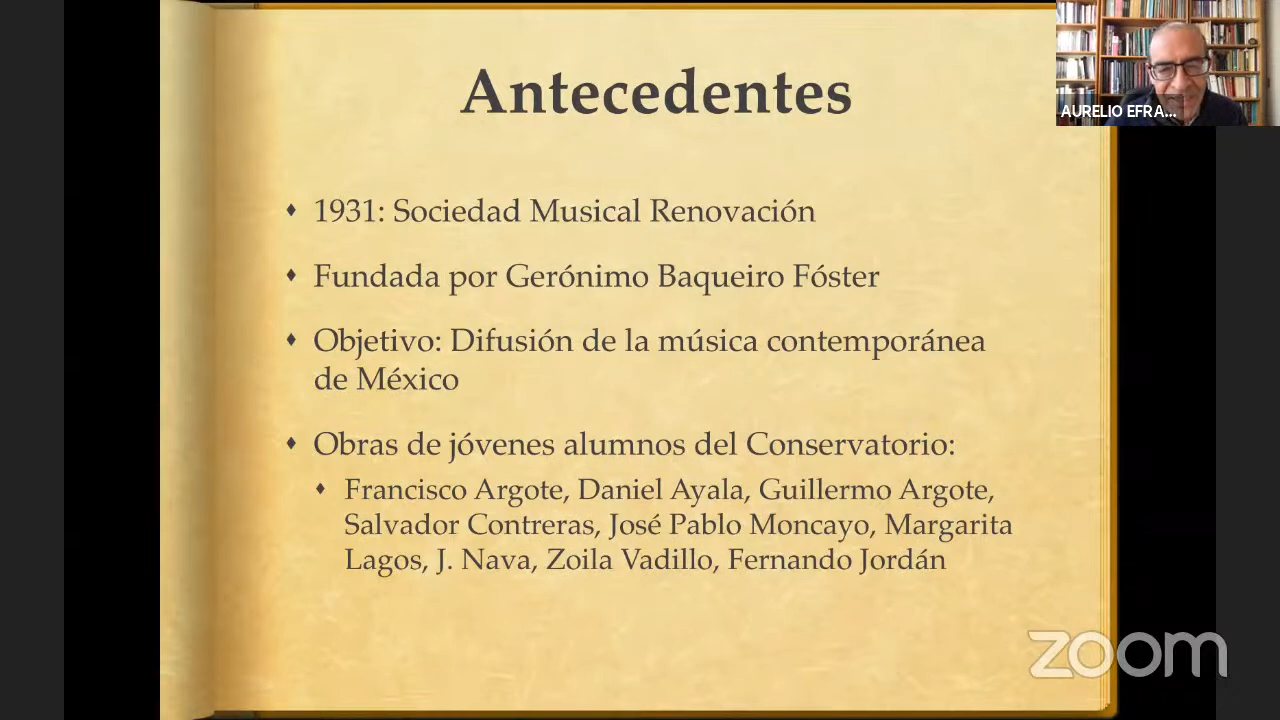 Antecedentes
AURELIO EFRA...
1931: Sociedad Musical Renovación
Fundada por Gerónimo Baqueiro Fóster
Objetivo: Difusión de la música contemporánea
de México
Obras de jóvenes alumnos del Conservatorio:
Francisco Argote, Daniel Ayala, Guillermo Argote,
Salvador Contreras, José Pablo Moncayo, Margarita
Lagos, J. Nava, Zoila Vadillo, Fernando Jordán
zoom